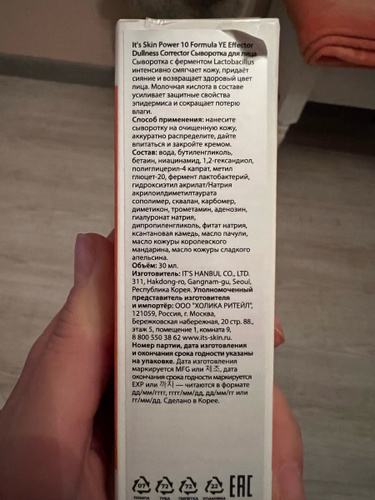 It's Skin Power 10 Formula YE Effector
Dullness Corrector Сыворотка для лица
Сыворотка с ферментом Lactobacillus
интенсивно смягчает кожу, придаёт
сияние и возвращает здоровый цвет
лица. Молочная кислота в составе
усиливает защитные свойства
эпидермиса и сокращает потерю
влаги.
Способ применения: нанесите
сыворотку на очищенную кожу,
аккуратно распределите, дайте
впитаться и закройте кремом.
Состав: вода, бутиленгликоль,
бетаин, ниацинамид, 1,2-гександиол,
полиглицерил-4 капрат, метил
глюцет-20, фермент лактобактерий,
гидроксиэтил акрилат/Натрия
акрилоилдиметилтаурата
сополимер, сквалан, карбомер,
диметикон, трометамин, аденозин,
гиалуронат натрия,
дипропиленгликоль, фитат натрия,
ксантановая камедь, масло пачули,
масло кожуры королевского
мандарина, масло кожуры сладкого
апельсина.
Объём: 30 мл.
Изготовитель: IT'S HANBUL CO., LTD.
311, Hakdong-ro, Gangnam-gu, Seoul,
Республика Корея. Уполномоченный
представитель изготовителя
и импортёр: ООО "ХОЛИКА РИТЕЙЛ",
121059, Россия, г. Москва,
Бережковская набережная, 20 стр. 88.,
этаж 5, помещение 1, комната 9,
8 800 550 38 62 www.its-skin.ru.
Номер партии, дата изготовления
и окончания срока годности указаны
на упаковке. Дата изготовления
маркируется MFG или 제조, дата
окончания срока годности маркируется
EXP или 까지 — читаются в формате
дд/мм/гггг, гггг/мм/дд, дд/мм/гг или
гг/мм/дд. Сделано в Корее.
07 72 72 22 EAC